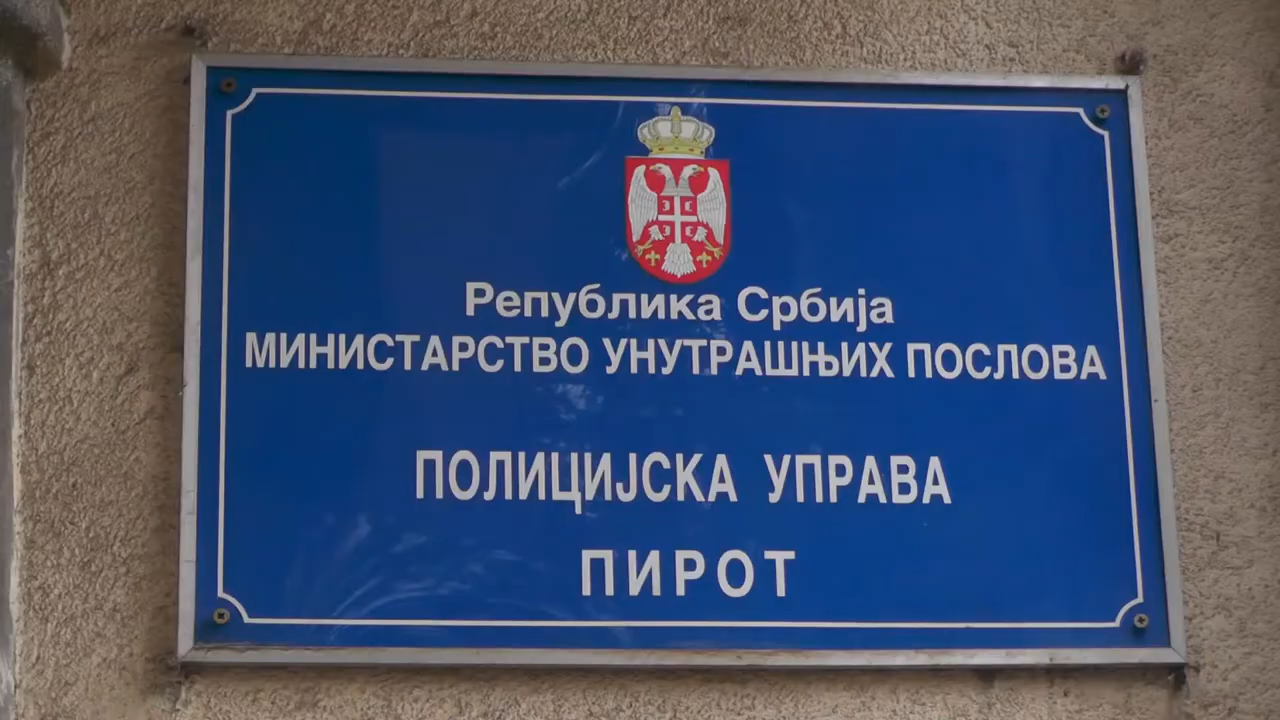 Република Србија
МИНИСТАРСТВО УНУТРАШЊИХ ПОСЛОВА
ПОЛИЦИЈСКА УПРАВА
ПИРОТ